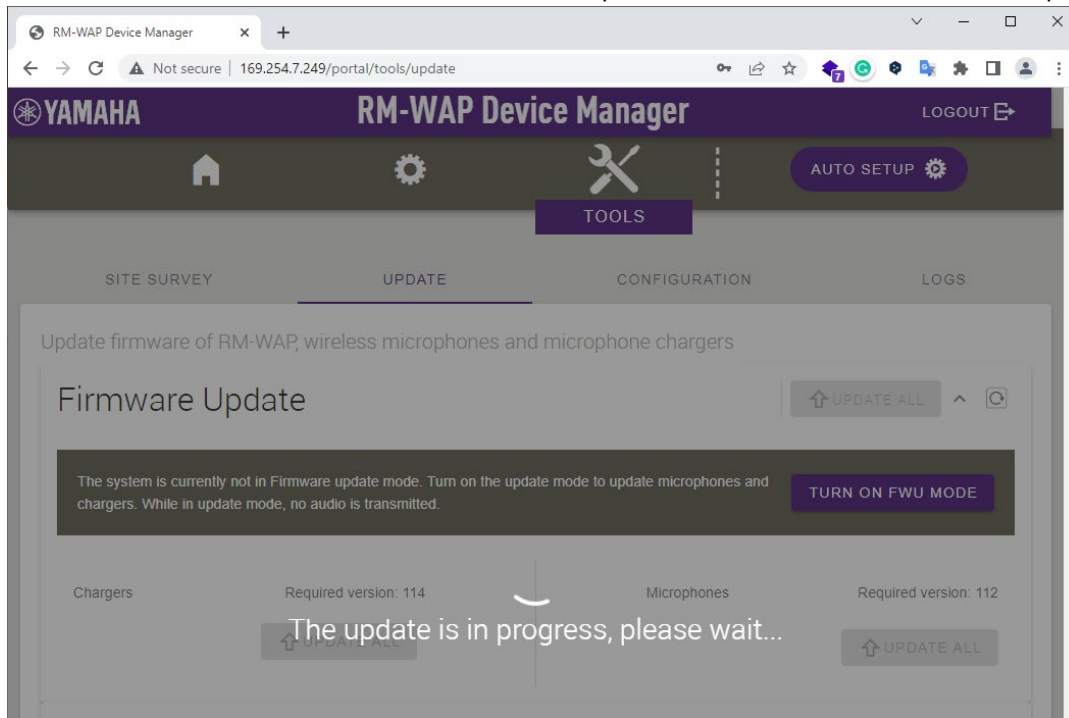 RM-WAP Device Manager
Not secure | 169.254.7.249/portal/tools/update
7
G
YAMAHA
RM-WAP Device Manager
LOGOUT
AUTO SETUP
TOOLS
SITE SURVEY UPDATE CONFIGURATION LOGS
Update firmware of RM-WAP, wireless microphones and microphone chargers
Firmware Update
UPDATE ALL
The system is currently not in Firmware update mode. Turn on the update mode to update microphones and
chargers. While in update mode, no audio is transmitted.
TURN ON FWU MODE
Chargers Required version: 114 Microphones Required version: 112
The update is in progress, please wait...
UPDATE ALL
UPDATE ALL